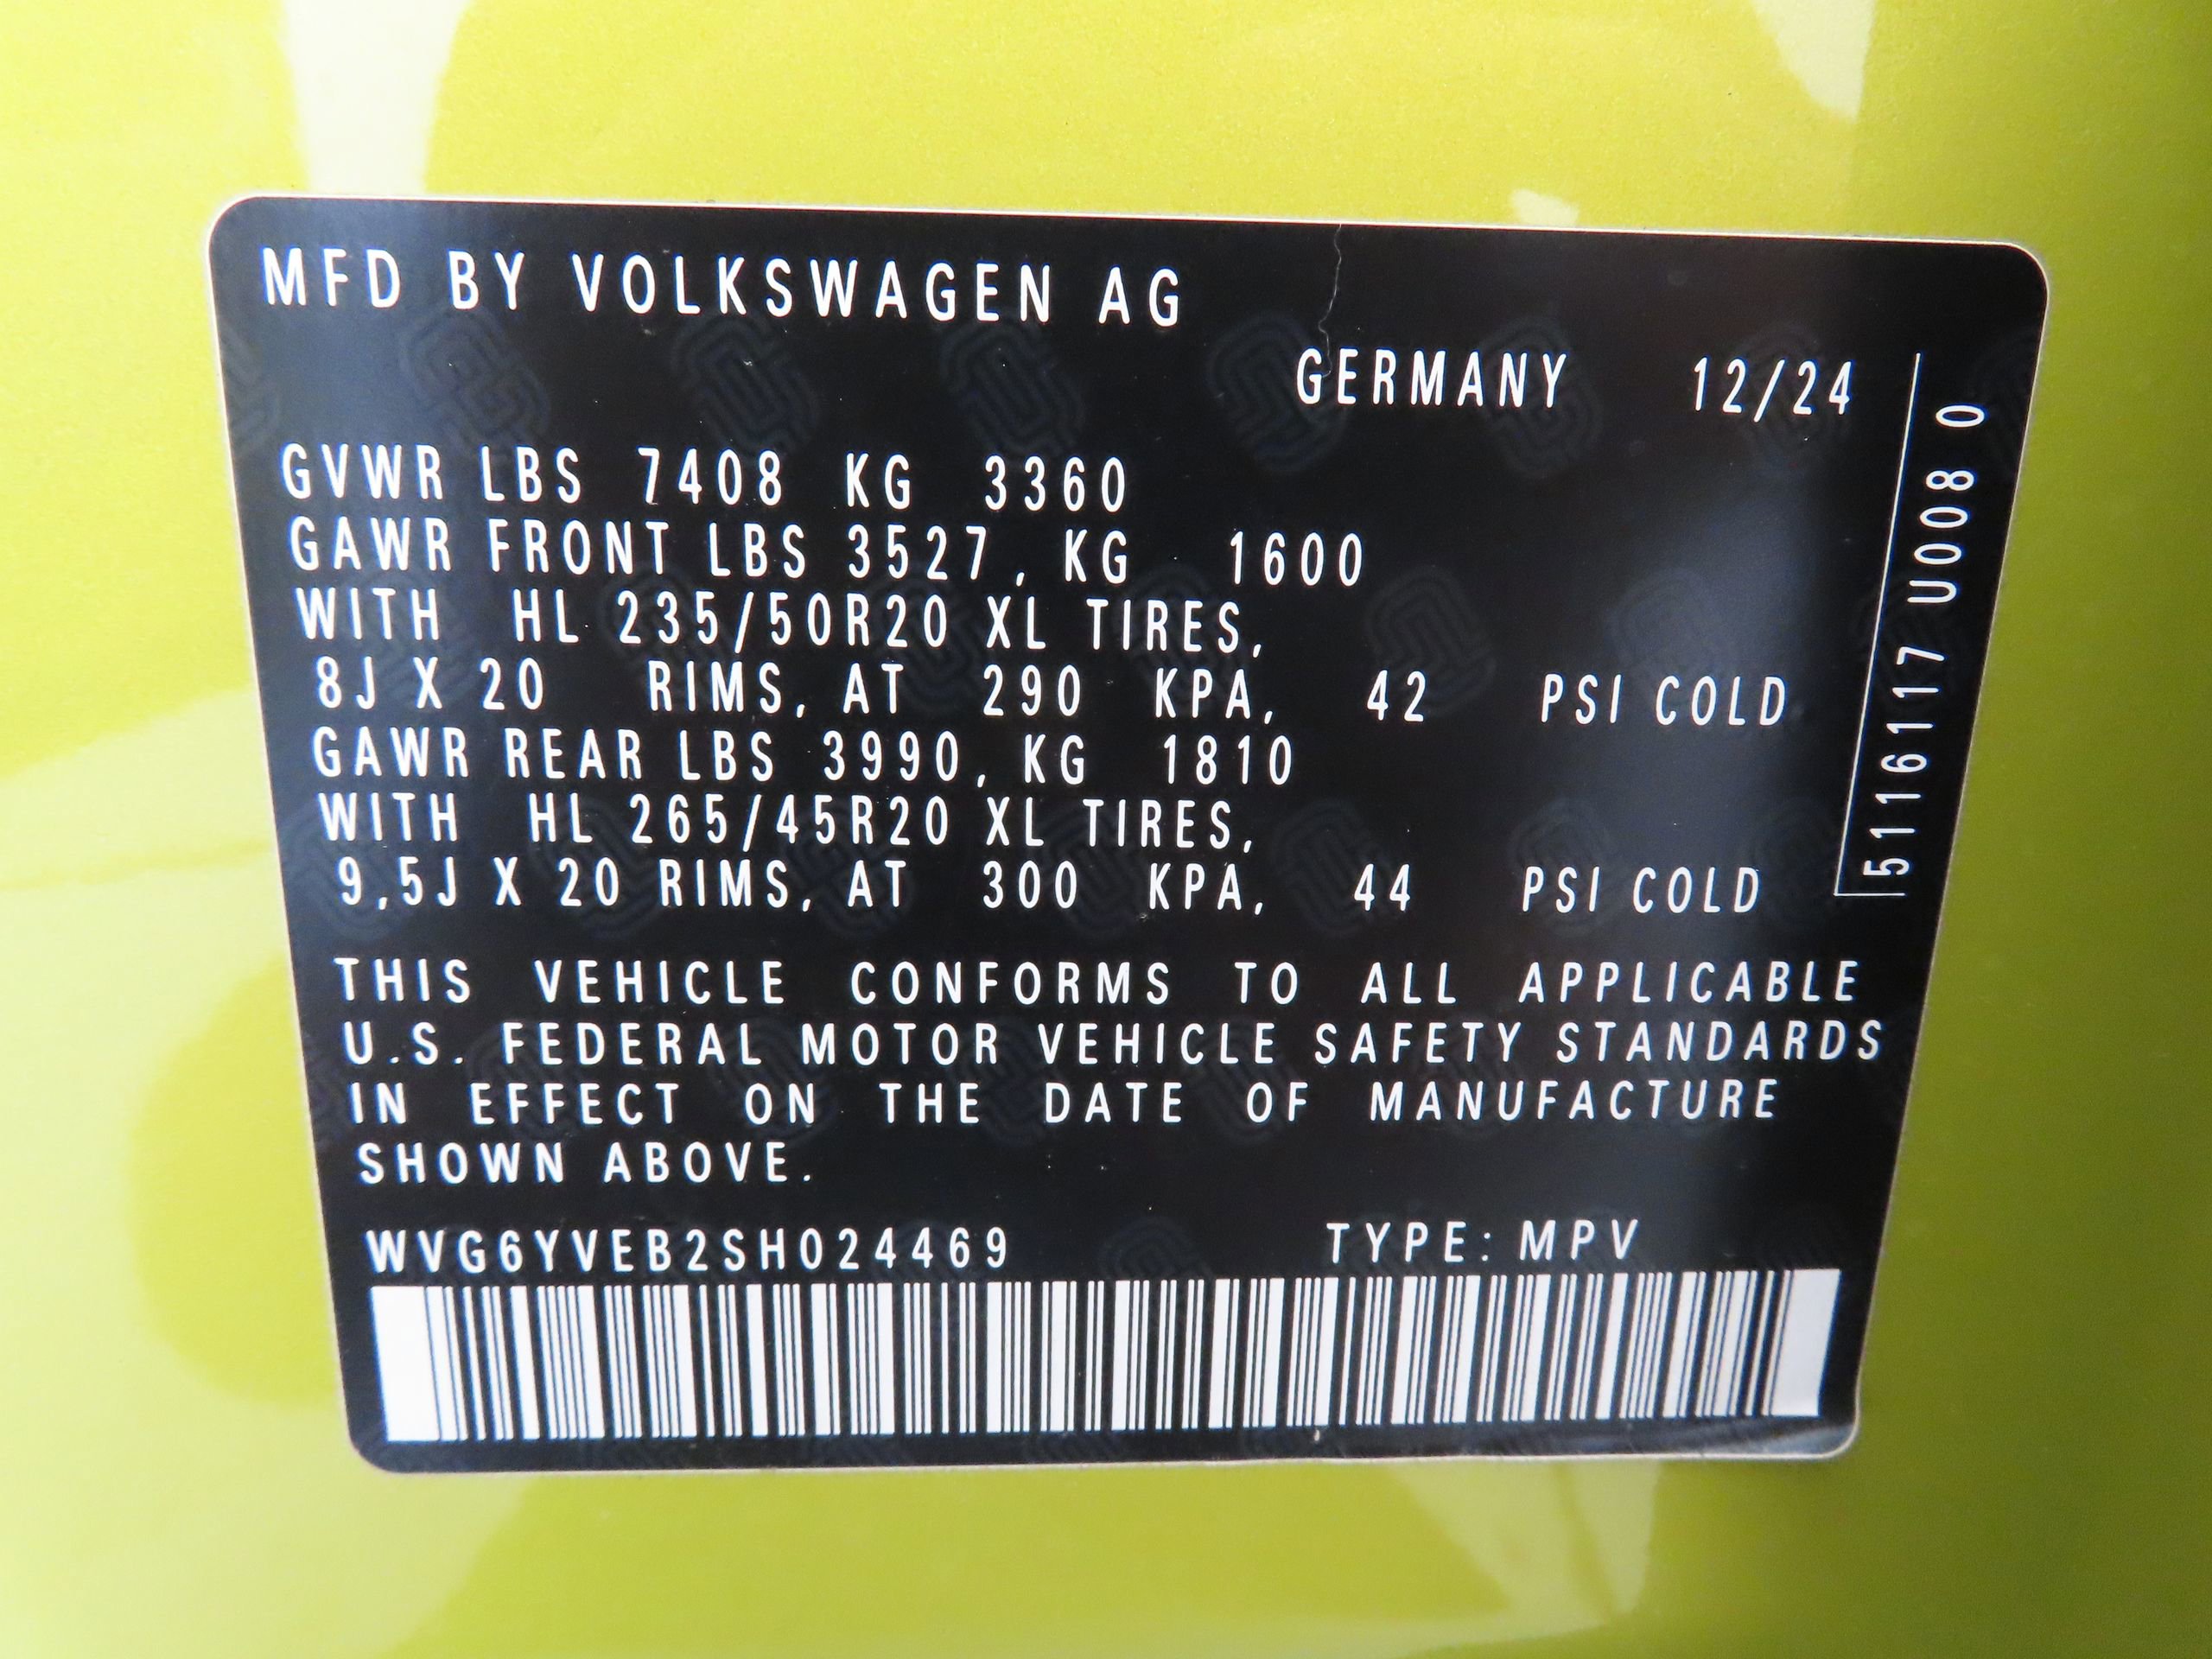 MFD BY VOLKSWAGEN AG
GERMANY 12/24
GVWR LBS 7408 KG 3360
GAWR FRONT LBS 3527, KG 1600
WITH HL 235/50R20 XL TIRES,
8J X 20 RIMS, AT 290 KPA, 42 PSI COLD
GAWR REAR LBS 3990, KG 1810
WITH HL 265/45R20 XL TIRES,
9,5J X 20 RIMS, AT 300 KPA, 44 PSI COLD
THIS VEHICLE CONFORMS TO ALL APPLICABLE
U.S. FEDERAL MOTOR VEHICLE SAFETY STANDARDS
IN EFFECT ON THE DATE OF MANUFACTURE
SHOWN ABOVE.
WVG6YVEB2SH024469 TYPE: MPV
5116117 U008 0